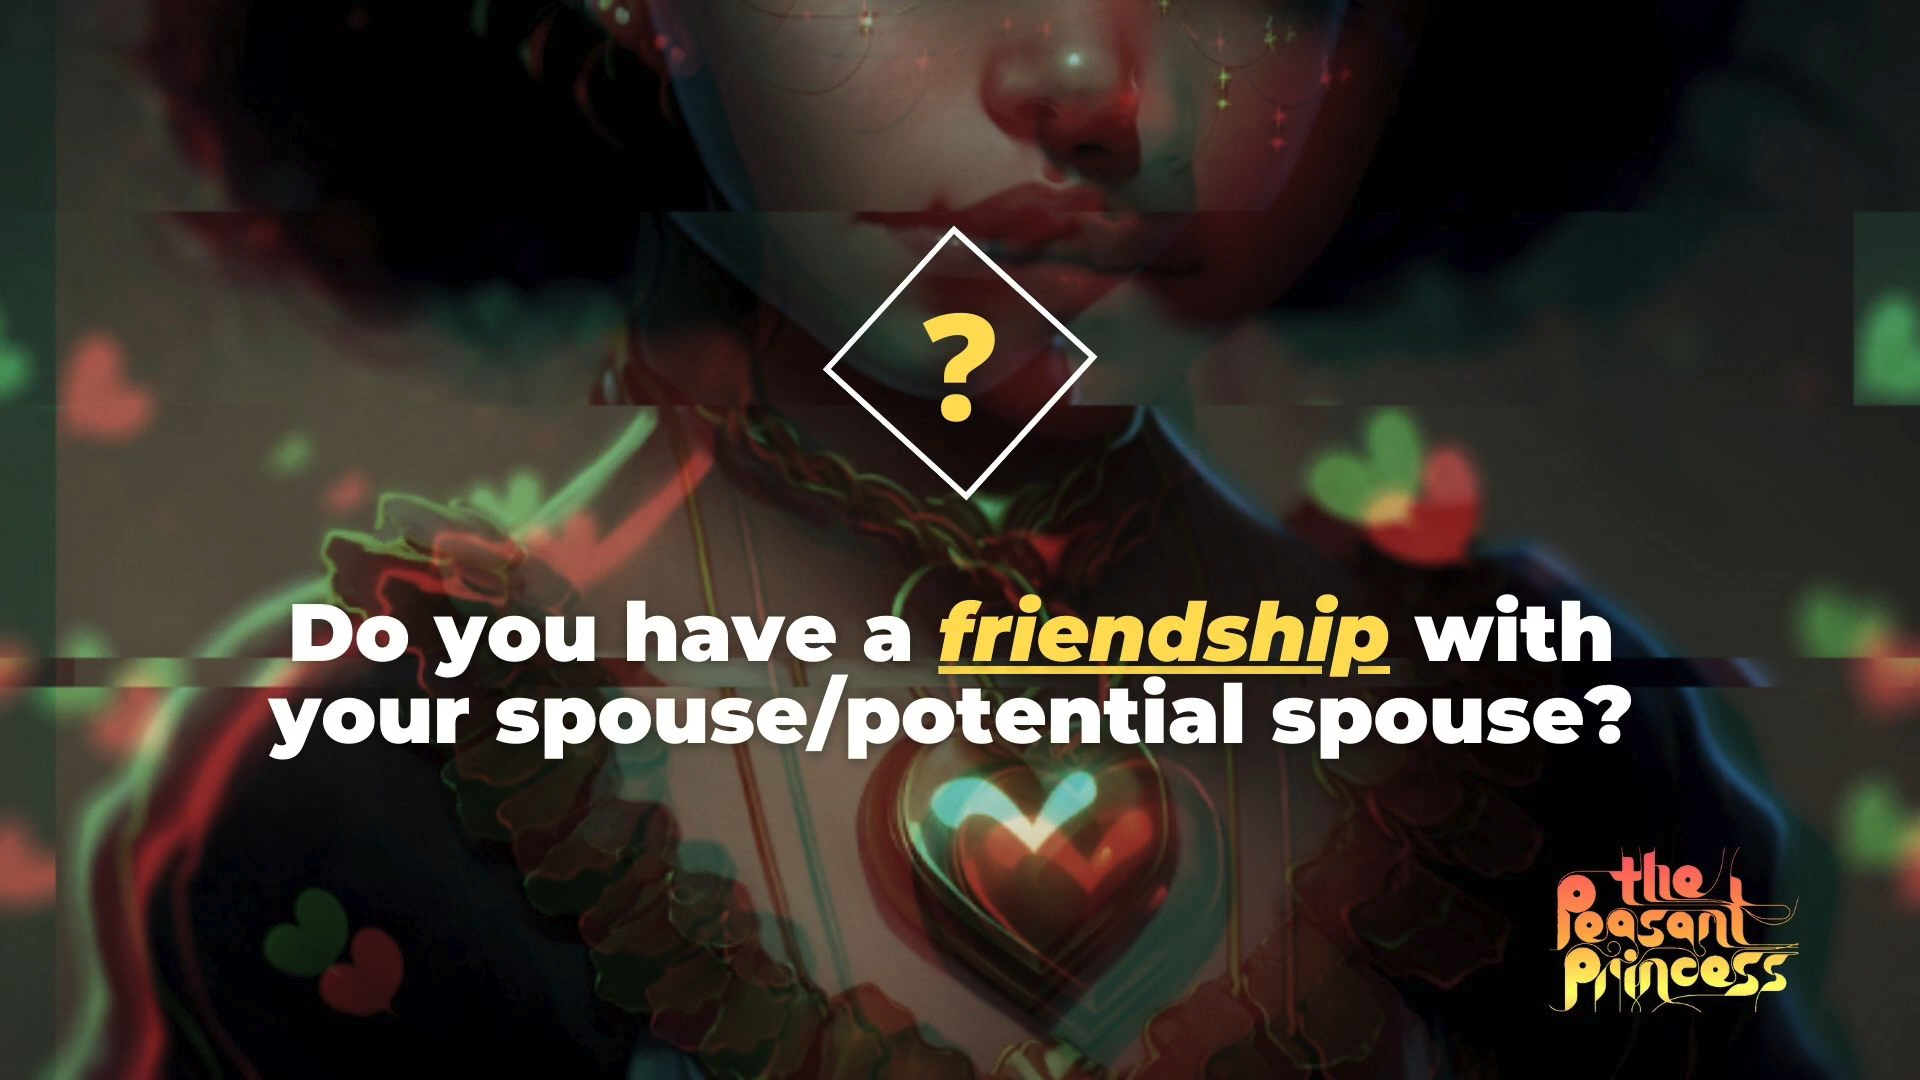 ?
Do you have a friendship with
your spouse/potential spouse?
the
Peasant
Princess